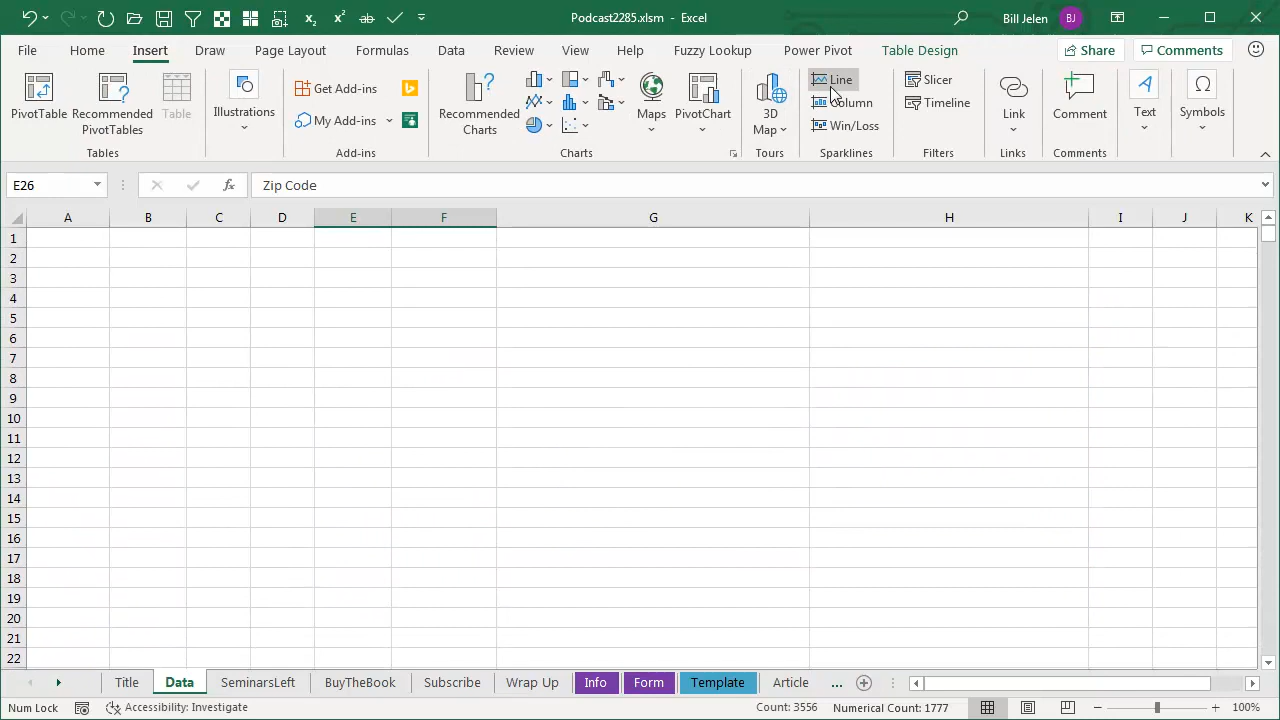 Podcast2285.xlsm - Excel
Bill Jelen BJ
File Home Insert Draw Page Layout Formulas Data Review View Help Fuzzy Lookup Power Pivot Table Design Share Comments
PivotTable
Recommended
PivotTables
Table
Tables
Illustrations
Get Add-ins
My Add-ins
Add-ins
Recommended
Charts
Maps
PivotChart
Charts
3D
Map
Tours
Line
Column
Win/Loss
Sparklines
Slicer
Timeline
Filters
Link
Links
Comment
Comments
Text
Symbols
E26 fx Zip Code
A B C D E F G H I J K
1
2
3
4
5
6
7
8
9
10
11
12
13
14
15
16
17
18
19
20
21
22
Title Data SeminarsLeft BuyTheBook Subscribe Wrap Up Info Form Template Article ...
Num Lock Accessibility: Investigate Count: 3556 Numerical Count: 1777 100%